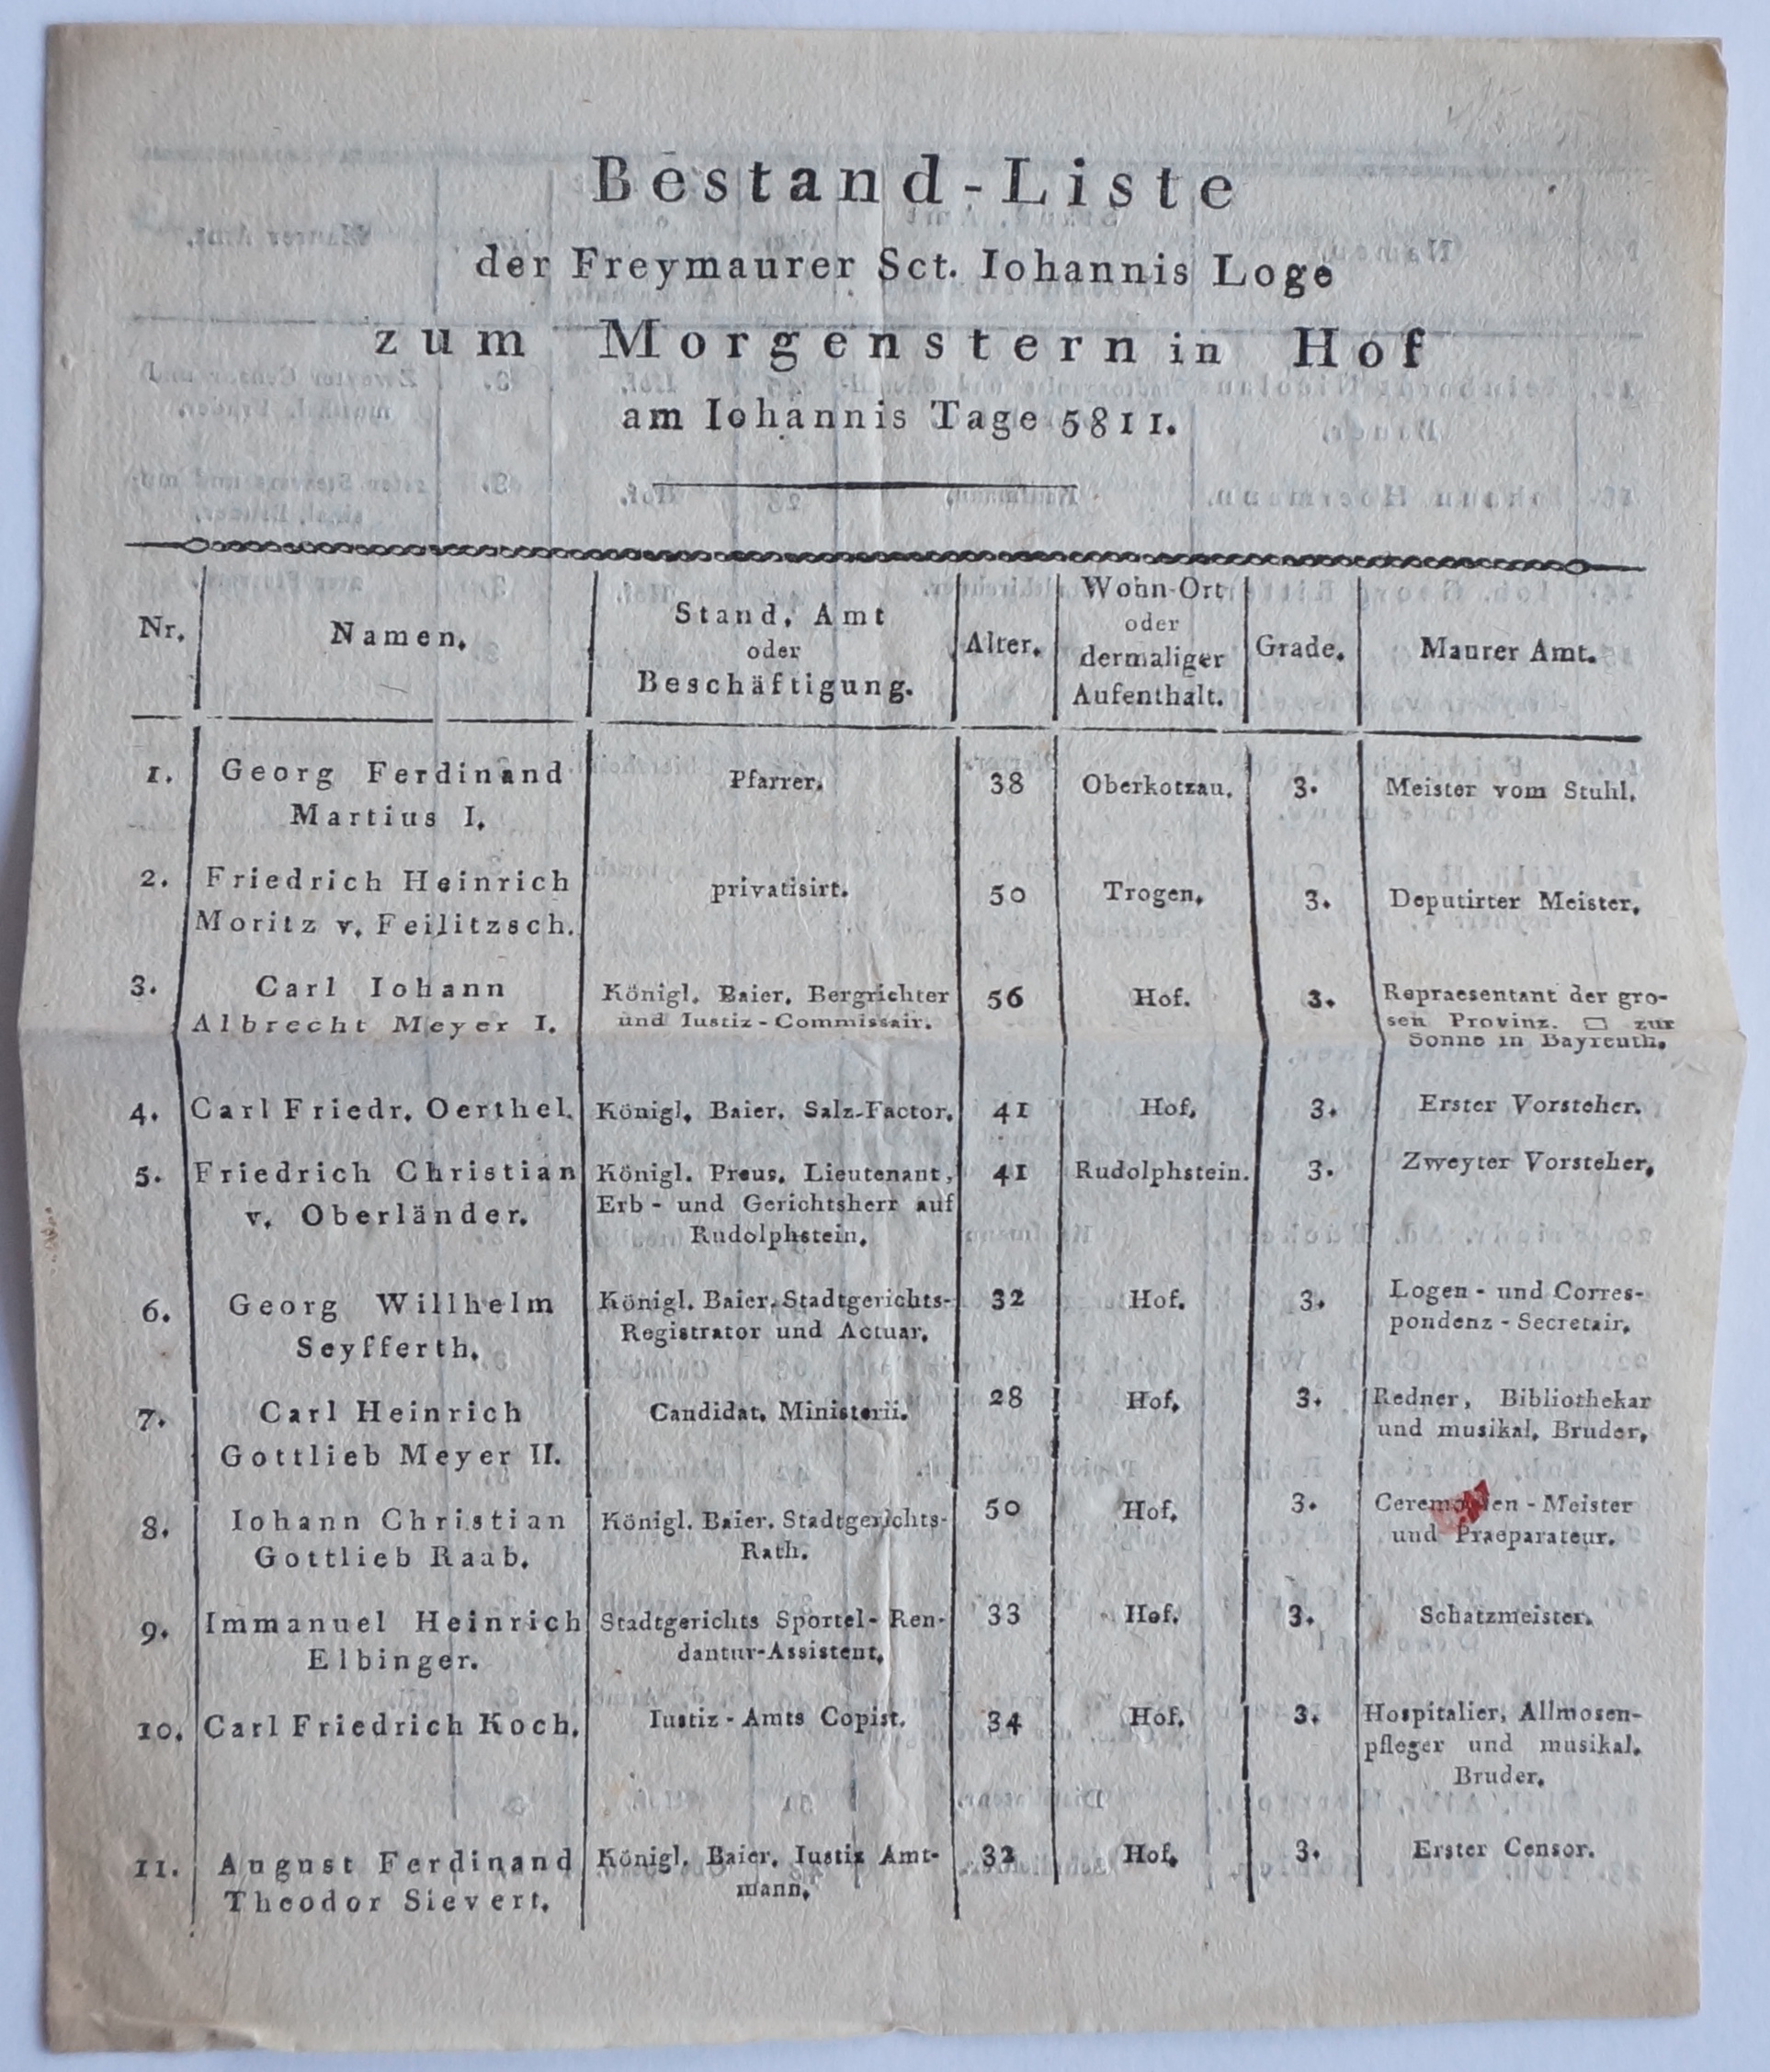 Bestand-Liste
der Freymaurer Sct. Iohannis Loge
zum Morgenstern in Hof
am Iohannis Tage 5811.
Nr. Namen. Stand, Amt oder Beschäftigung. Alter. Wohn-Ort oder dermaliger Aufenthalt. Grade. Maurer Amt.
1. Georg Ferdinand Pfarrer. 38 Oberkotzau. 3. Meister vom Stuhl.
Martius I.
2. Friedrich Heinrich privatisirt. 50 Trogen. 3. Deputirter Meister.
Moritz v. Feilitzsch.
3. Carl Iohann Königl. Baier. Bergrichter 56 Hof. 3. Repraesentant der gro-
Albrecht Meyer I. und Iustiz-Commissair. sen Provinz. □ zur
Sonne in Bayreuth.
4. Carl Friedr. Oerthel. Königl. Baier. Salz-Factor. 41 Hof. 3. Erster Vorsteher.
5. Friedrich Christian Königl. Preus. Lieutenant, 41 Rudolphstein. 3. Zweyter Vorsteher.
v. Oberländer. Erb- und Gerichtsherr auf
Rudolphstein.
6. Georg Willhelm Königl. Baier. Stadtgerichts- 32 Hof. 3. Logen- und Corres-
Seyfferth. Registrator und Actuar. pondenz-Secretair.
7. Carl Heinrich Candidat. Ministerii. 28 Hof. 3. Redner, Bibliothekar
Gottlieb Meyer II. und musikal. Bruder.
8. Iohann Christian Königl. Baier. Stadtgerichts- 50 Hof. 3. Ceremonien-Meister
Gottlieb Raab. Rath. und Praeparateur.
9. Immanuel Heinrich Stadtgerichts Sportel-Ren- 33 Hof. 3. Schatzmeister.
Elbinger. dantur-Assistent.
10. Carl Friedrich Koch. Iustiz-Amts Copist. 34 Hof. 3. Hospitalier, Allmosen-
pfleger und musikal.
Bruder.
11. August Ferdinand Königl. Baier. Iustiz Amt- 32 Hof. 3. Erster Censor.
Theodor Sievert. mann.